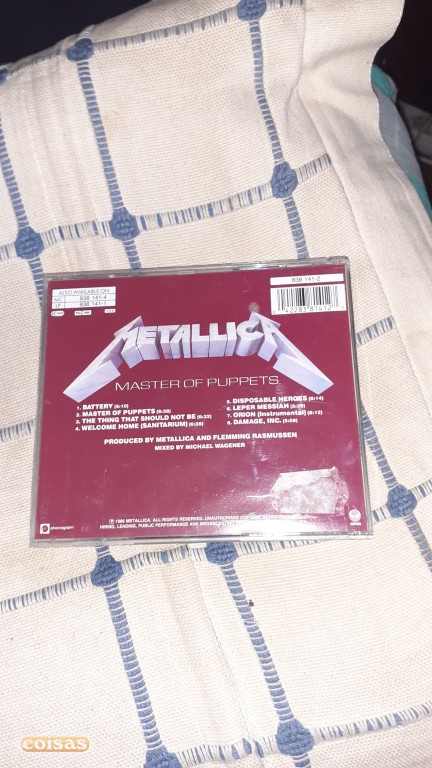 ALSO AVAILABLE ON
MC 838 141-4
LP 838 141-1
838 141-2
METALLICA
MASTER OF PUPPETS
1. BATTERY (5:10)
2. MASTER OF PUPPETS (8:38)
3. THE THING THAT SHOULD NOT BE (6:32)
4. WELCOME HOME (SANITARIUM) (6:28)
5. DISPOSABLE HEROES (8:14)
6. LEPER MESSIAH
7. ORION (Instrumental) (8:12)
8. DAMAGE, INC. (5:08)
PRODUCED BY METALLICA AND FLEMMING RASMUSSEN
MIXED BY MICHAEL WAGENER
METALLICA. ALL RIGHTS RESERVED. UNAUTHORISED
HIRING, LENDING, PUBLIC PERFORMANCE AND BROADCAST
phonogram
coisas